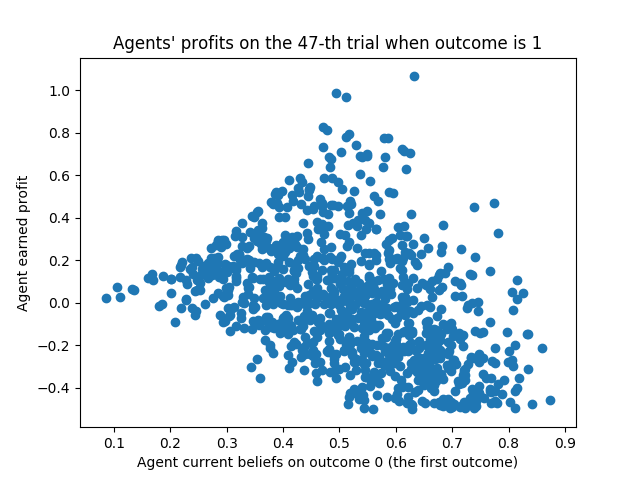 Agents' profits on the 47-th trial when outcome is 1
1.0
0.8
0.6
0.4
0.2
0.0
−0.2
−0.4
Agent earned profit
0.1 0.2 0.3 0.4 0.5 0.6 0.7 0.8 0.9
Agent current beliefs on outcome 0 (the first outcome)